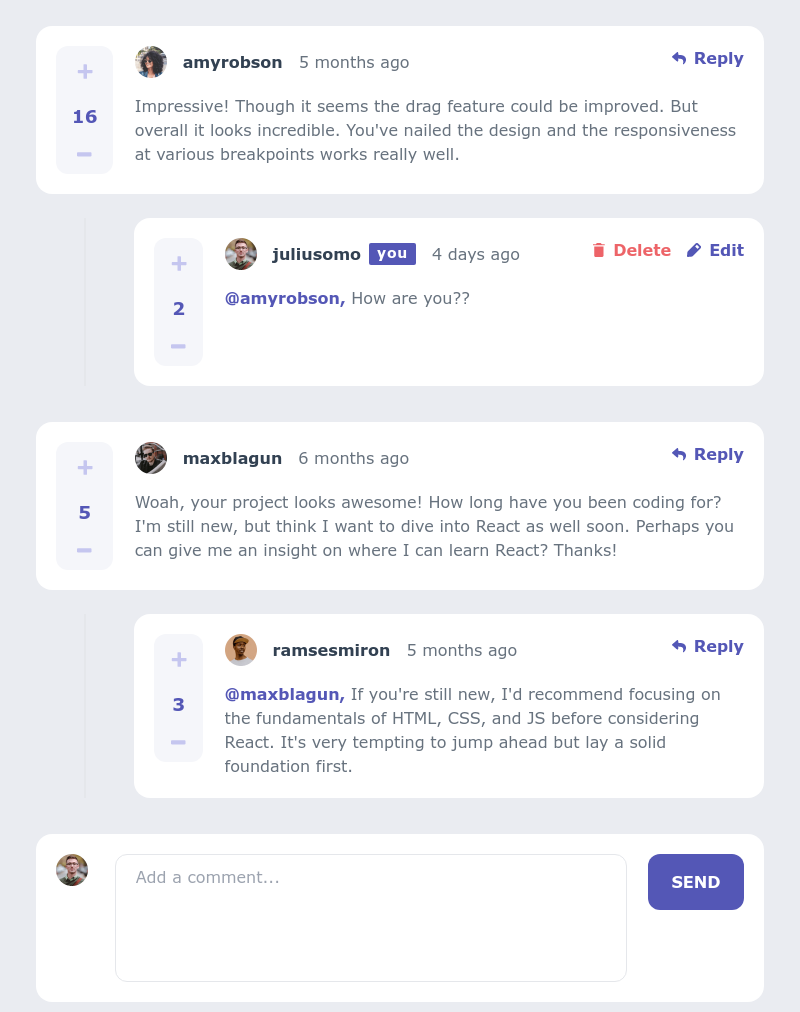 amyrobson 5 months ago Reply
16
Impressive! Though it seems the drag feature could be improved. But
overall it looks incredible. You've nailed the design and the responsiveness
at various breakpoints works really well.
juliusomo you 4 days ago Delete Edit
2
@amyrobson, How are you??
maxblagun 6 months ago Reply
5
Woah, your project looks awesome! How long have you been coding for?
I'm still new, but think I want to dive into React as well soon. Perhaps you
can give me an insight on where I can learn React? Thanks!
ramsesmiron 5 months ago Reply
3
@maxblagun, If you're still new, I'd recommend focusing on
the fundamentals of HTML, CSS, and JS before considering
React. It's very tempting to jump ahead but lay a solid
foundation first.
Add a comment...
SEND